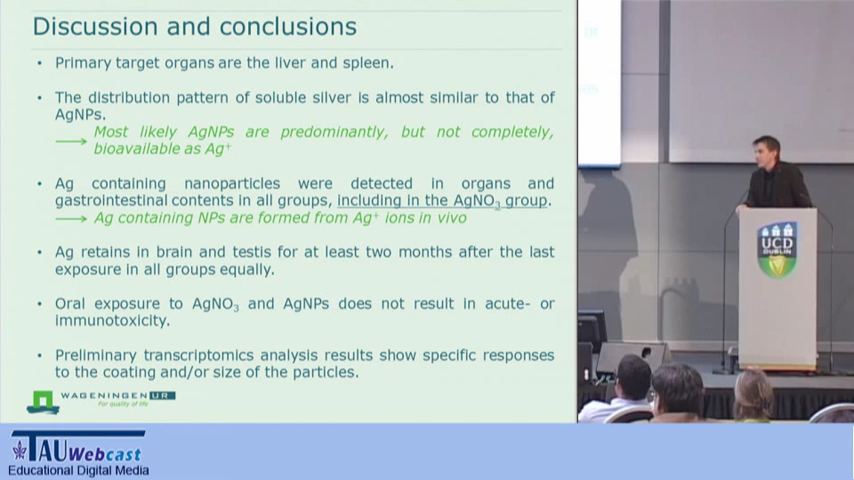 Discussion and conclusions
• Primary target organs are the liver and spleen.
• The distribution pattern of soluble silver is almost similar to that of
AgNPs.
→ Most likely AgNPs are predominantly, but not completely,
bioavailable as Ag⁺
• Ag containing nanoparticles were detected in organs and
gastrointestinal contents in all groups, including in the AgNO₃ group.
→ Ag containing NPs are formed from Ag⁺ ions in vivo
• Ag retains in brain and testis for at least two months after the last
exposure in all groups equally.
• Oral exposure to AgNO₃ and AgNPs does not result in acute- or
immunotoxicity.
• Preliminary transcriptomics analysis results show specific responses
to the coating and/or size of the particles.
WAGENINGEN UR
For quality of life
UCD
DUBLIN
TAU Webcast
Educational Digital Media